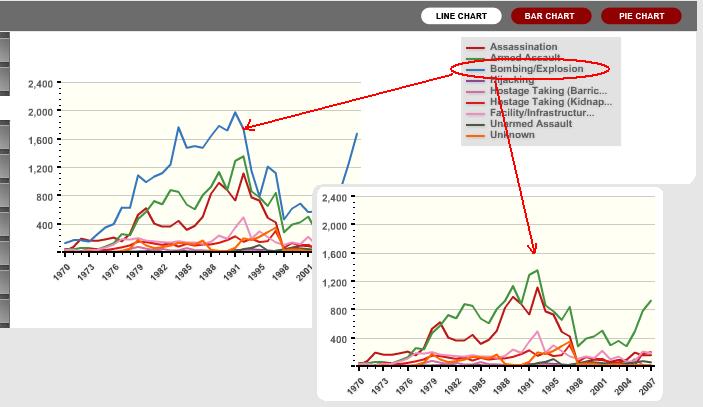 LINE CHART BAR CHART PIE CHART
Assassination
Armed Assault
Bombing/Explosion
Hijacking
Hostage Taking (Barric...
Hostage Taking (Kidnap...
Facility/Infrastructur...
Unarmed Assault
Unknown
2,400
2,000
1,600
1,200
800
400
1970 1973 1976 1979 1982 1985 1988 1991 1995 1998 2001
2,400
2,000
1,600
1,200
800
400
1970 1973 1976 1979 1982 1985 1988 1991 1995 1998 2001 2004 2007